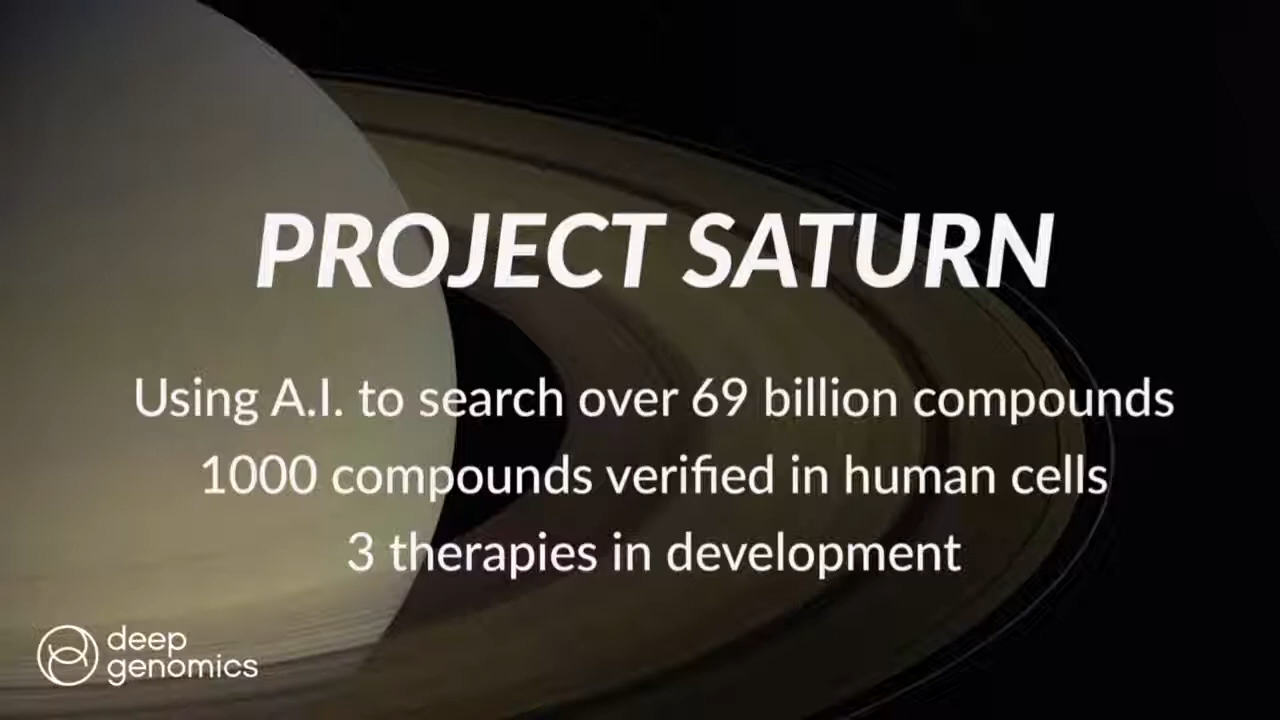 PROJECT SATURN
Using A.I. to search over 69 billion compounds
1000 compounds verified in human cells
3 therapies in development
deep
genomics